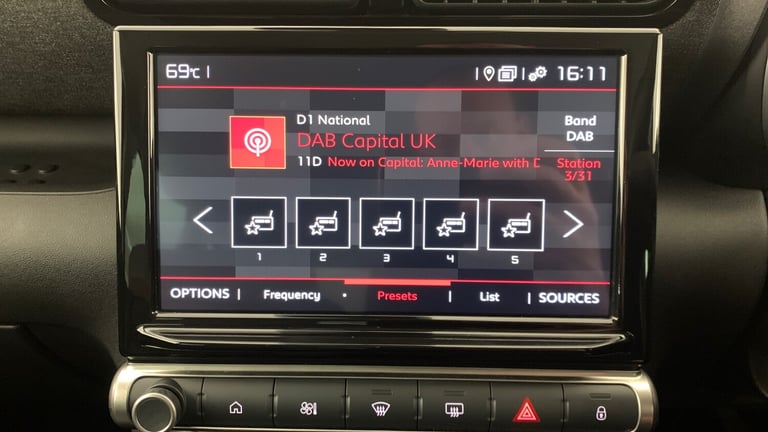 69°C
16:11
D1 National
DAB Capital UK
11D Now on Capital: Anne-Marie with D
Band
DAB
Station
3/31
1 2 3 4 5
OPTIONS | Frequency • Presets | List | SOURCES